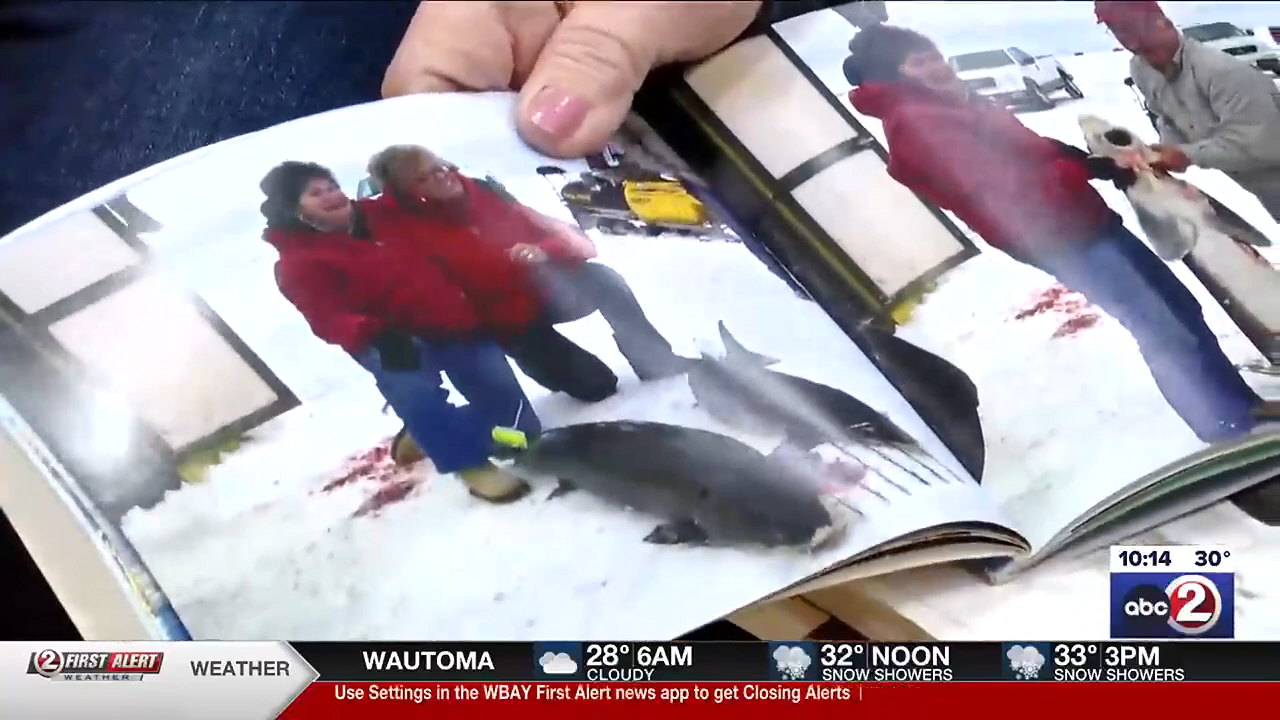 10:14 30°
abc 2
2 FIRST ALERT
WEATHER
WEATHER
WAUTOMA
28° 6AM
CLOUDY
32° NOON
SNOW SHOWERS
33° 3PM
SNOW SHOWERS
Use Settings in the WBAY First Alert news app to get Closing Alerts